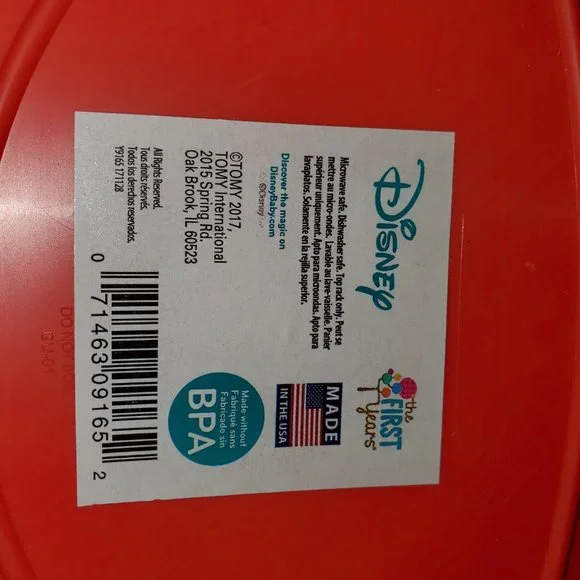 DISNEY
the
FIRST
Years
Microwave safe. Dishwasher safe. Top rack only. Peut se
mettre au micro-ondes. Lavable au lave-vaisselle. Panier
supérieur uniquement. Apto para microondas. Apto para
lavaplatos. Solamente en la rejilla superior.
MADE
IN THE USA
Discover the magic on
DisneyBaby.com
©Disney
©TOMY 2017,
TOMY International
2015 Spring Rd.
Oak Brook, IL 60523
Made without
Fabriqué sans
Fabricado sin
BPA
All Rights Reserved.
Tous droits réservés.
Todos los derechos reservados.
Y9165 171128
0 71463 09165 2
DO NOT